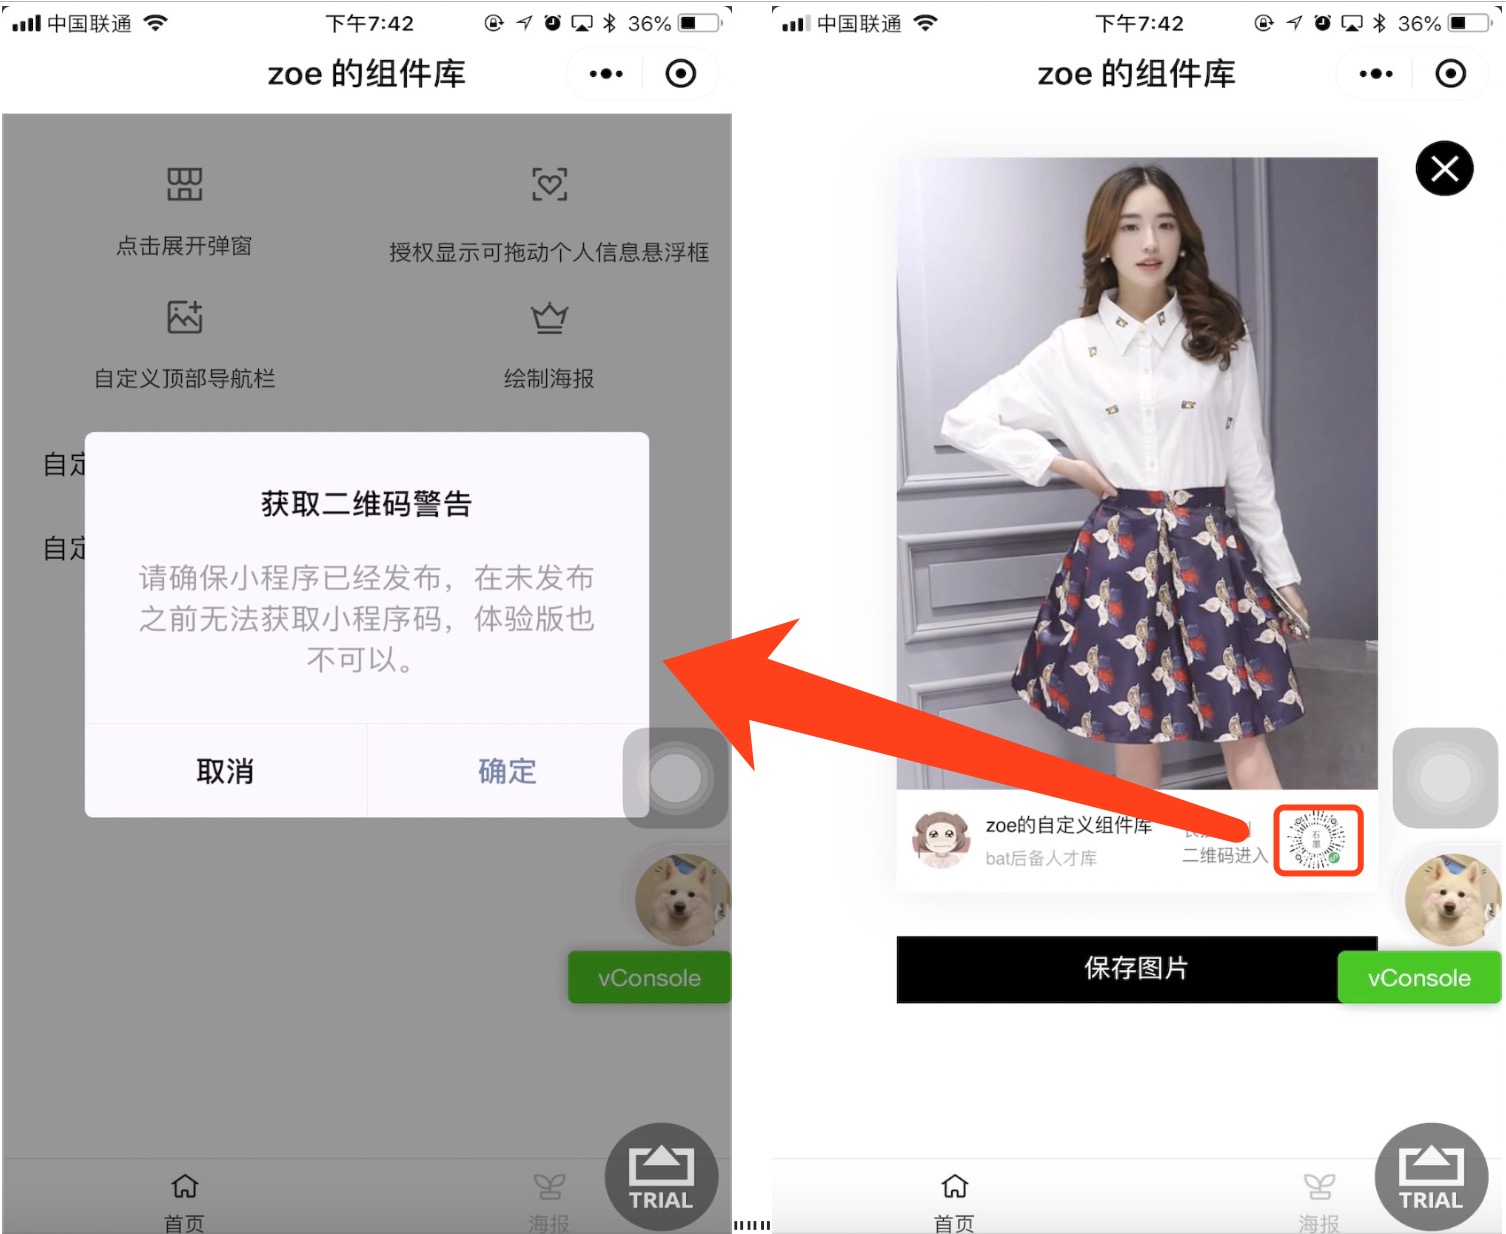 中国联通
下午7:42
36%
zoe 的组件库
点击展开弹窗
授权显示可拖动个人信息悬浮框
自定义顶部导航栏
绘制海报
自定
自定
获取二维码警告
请确保小程序已经发布，在未发布
之前无法获取小程序码，体验版也
不可以。
取消
确定
vConsole
首页
海报
TRIAL
中国联通
下午7:42
36%
zoe 的组件库
zoe的自定义组件库
bat后备人才库
二维码进入
石墨
保存图片
vConsole
首页
海报
TRIAL